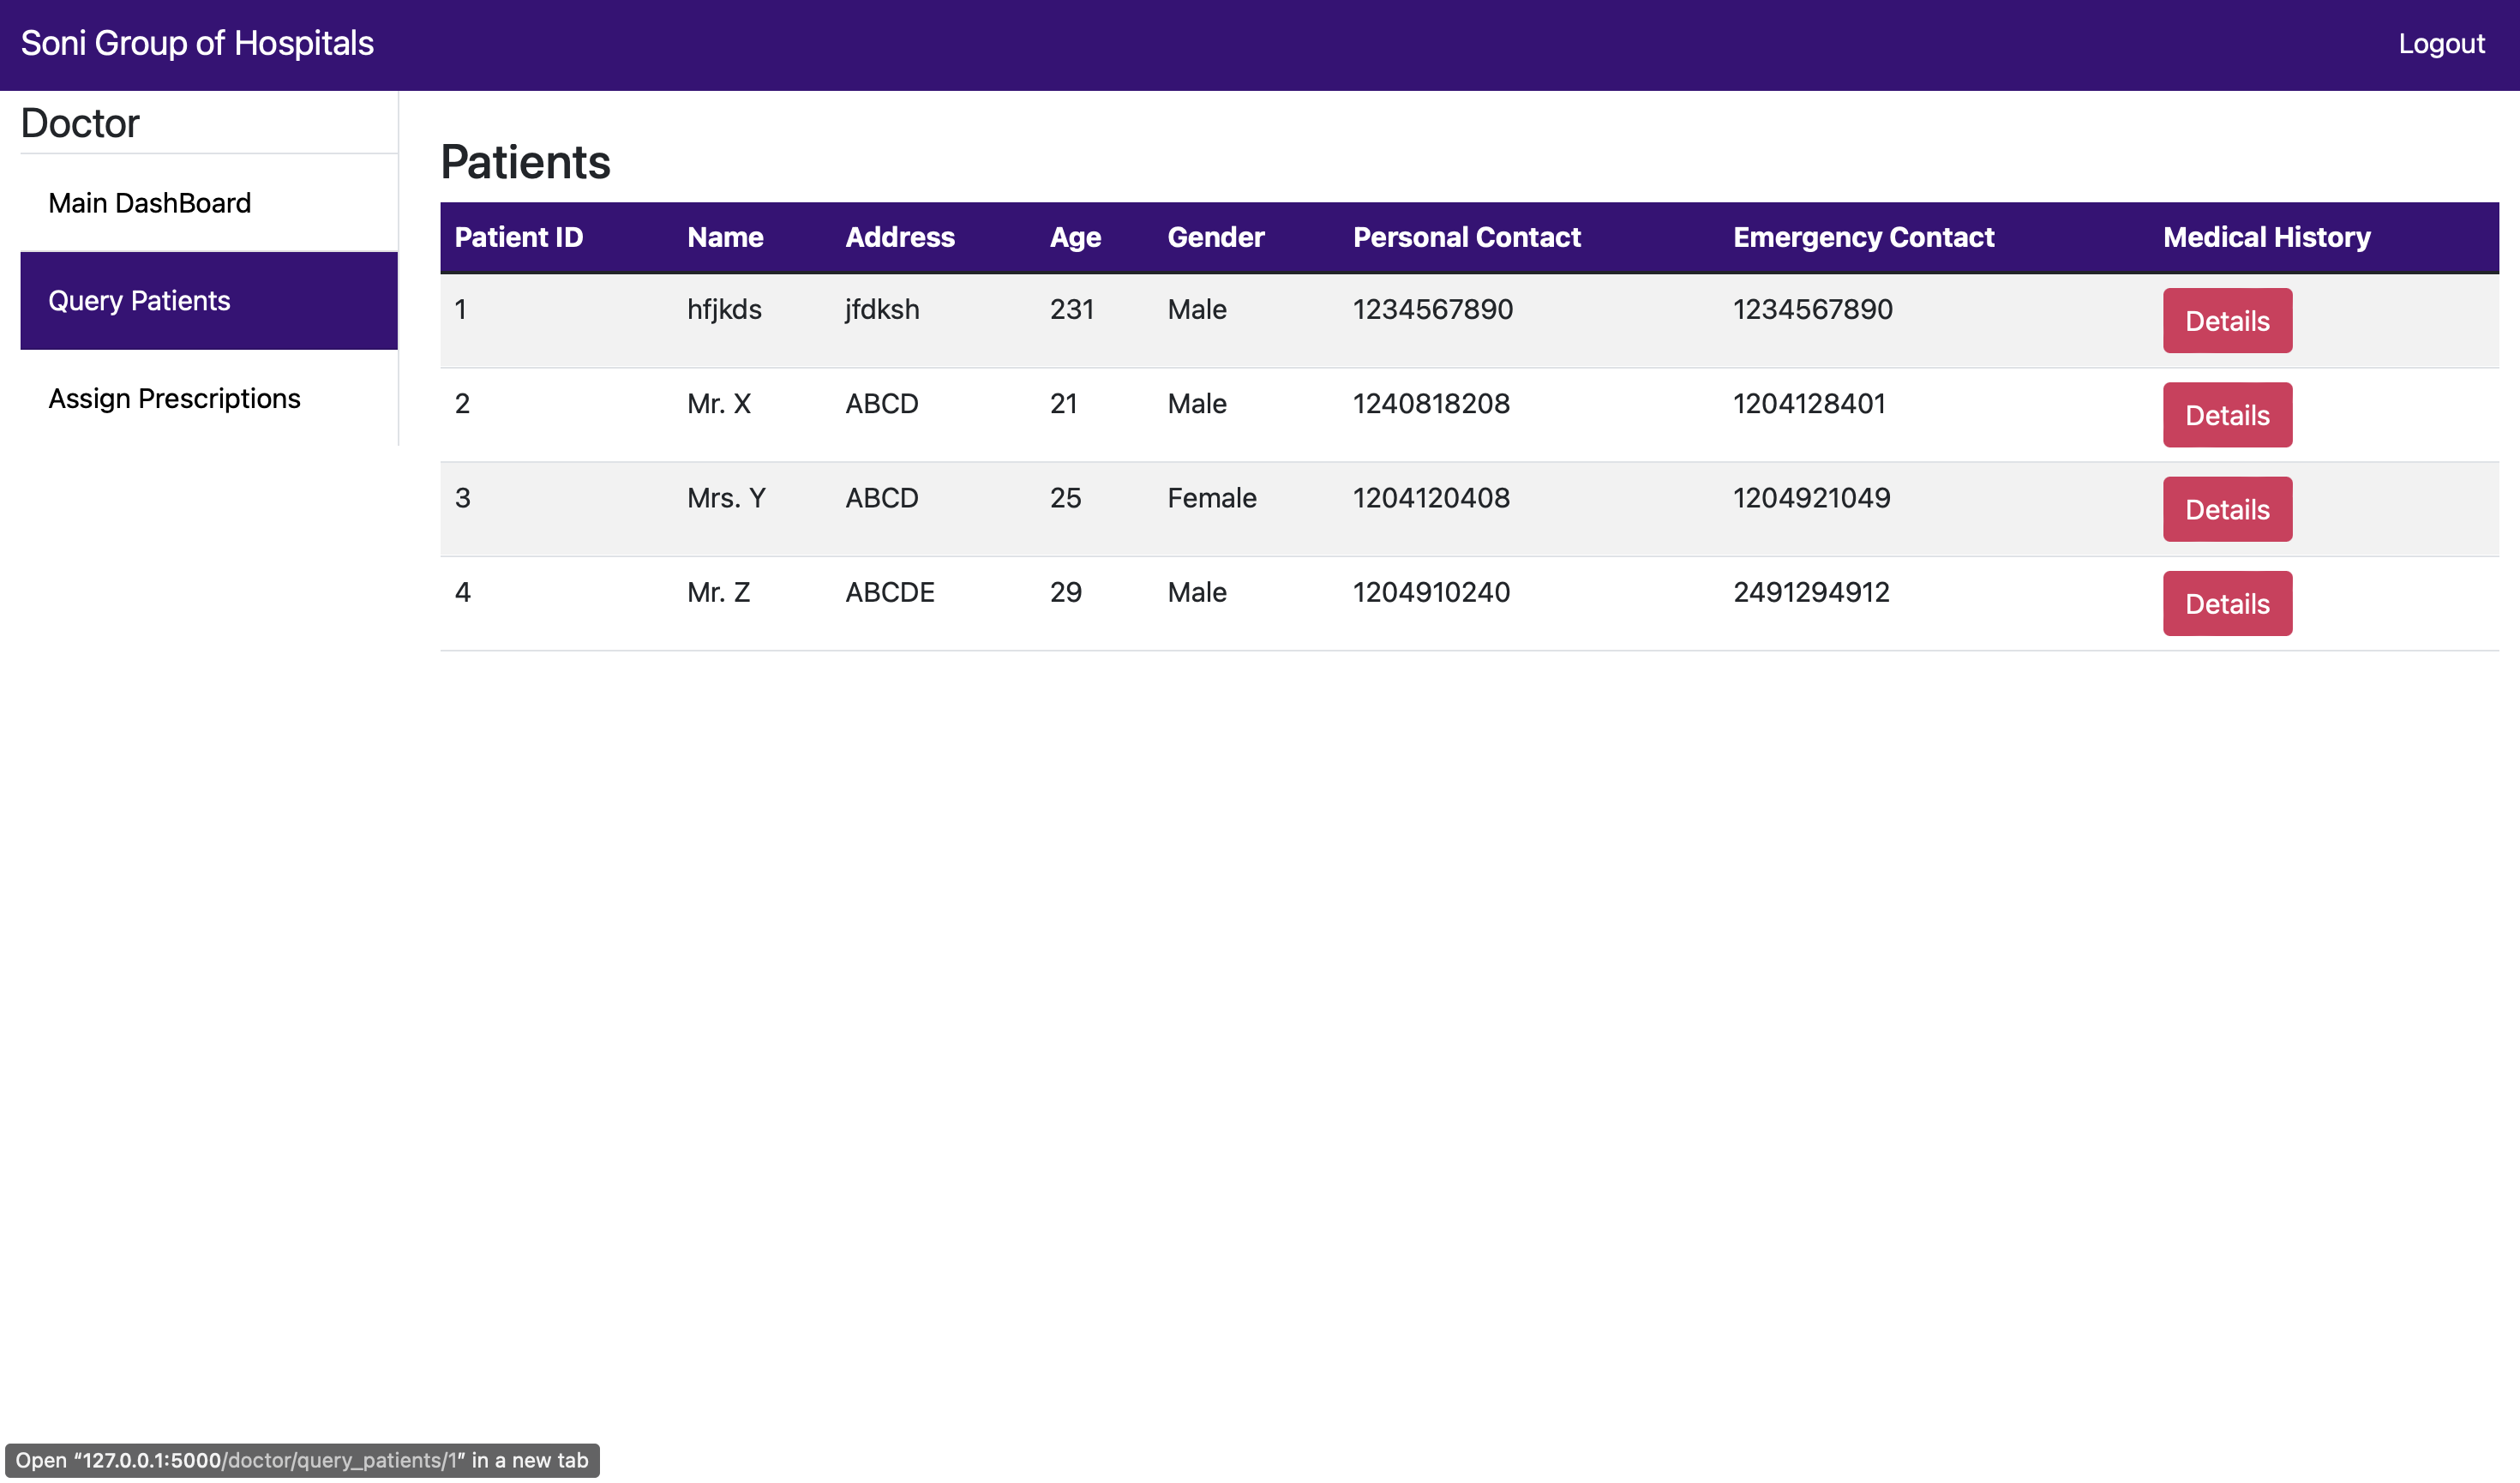 Soni Group of Hospitals Logout
Doctor
Main DashBoard
Query Patients
Assign Prescriptions
Patients
Patient ID Name Address Age Gender Personal Contact Emergency Contact Medical History
1 hfjkds jfdksh 231 Male 1234567890 1234567890 Details
2 Mr. X ABCD 21 Male 1240818208 1204128401 Details
3 Mrs. Y ABCD 25 Female 1204120408 1204921049 Details
4 Mr. Z ABCDE 29 Male 1204910240 2491294912 Details
Open “127.0.0.1:5000/doctor/query_patients/1” in a new tab